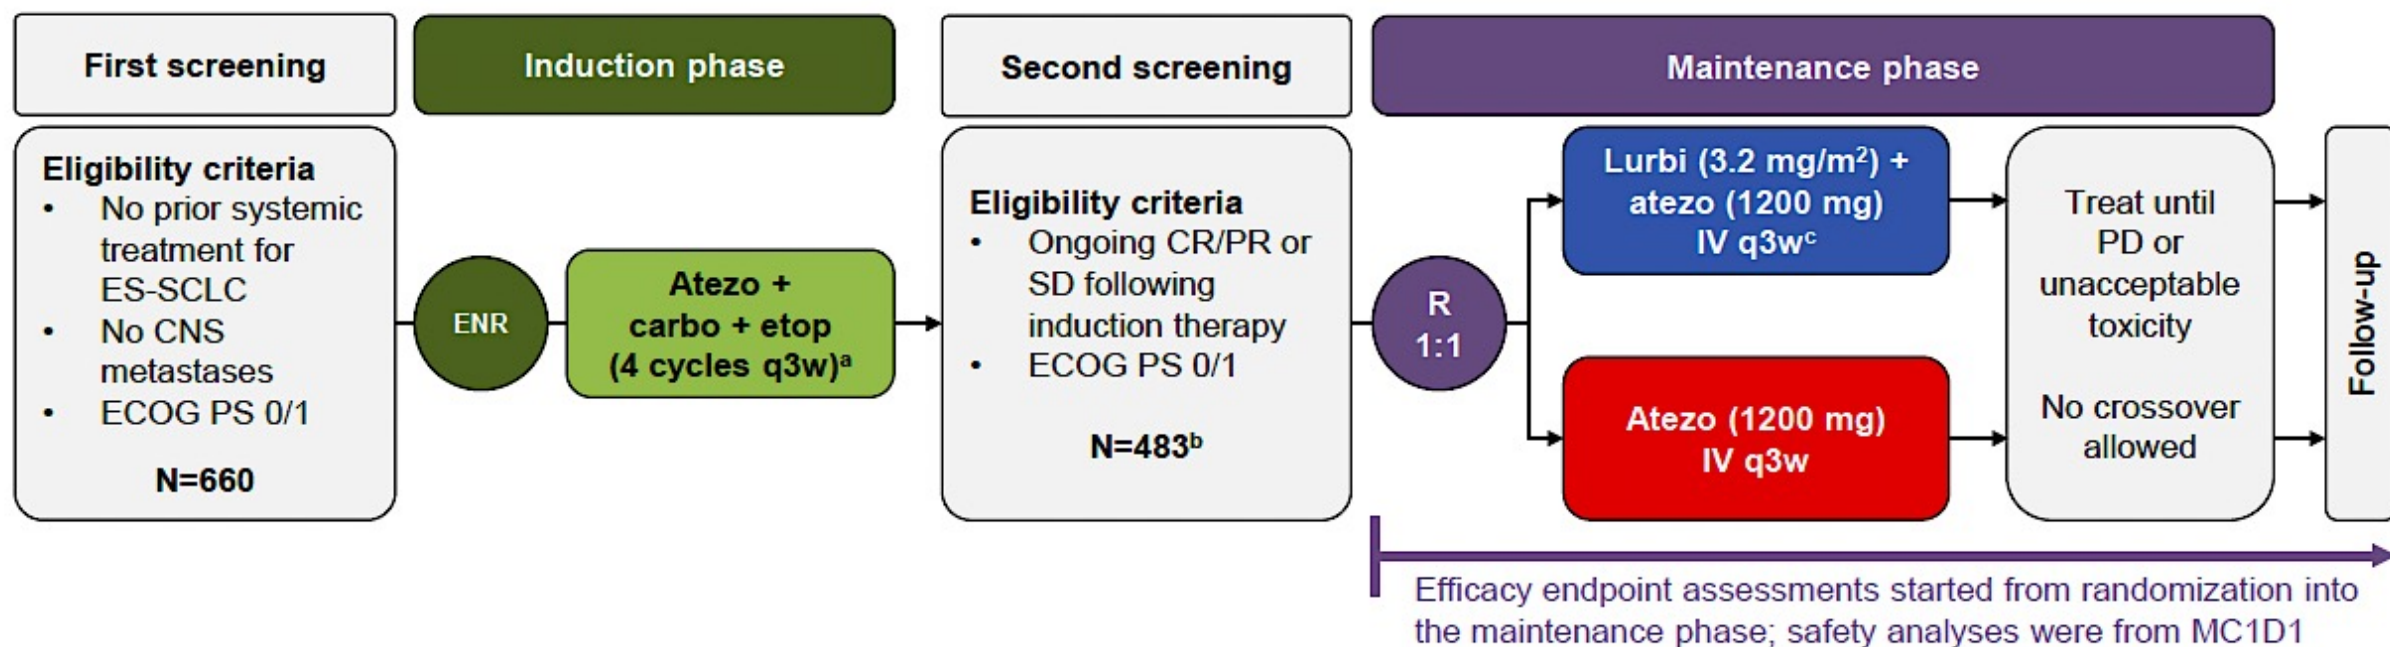 First screening
Induction phase
Second screening
Maintenance phase
Eligibility criteria
• No prior systemic
treatment for
ES-SCLC
• No CNS
metastases
• ECOG PS 0/1
N=660
ENR
Atezo +
carbo + etop
(4 cycles q3w)ᵃ
Eligibility criteria
• Ongoing CR/PR or
SD following
induction therapy
• ECOG PS 0/1
N=483ᵇ
R
1:1
Lurbi (3.2 mg/m²) +
atezo (1200 mg)
IV q3wᶜ
Atezo (1200 mg)
IV q3w
Treat until
PD or
unacceptable
toxicity
No crossover
allowed
Follow-up
Efficacy endpoint assessments started from randomization into
the maintenance phase; safety analyses were from MC1D1